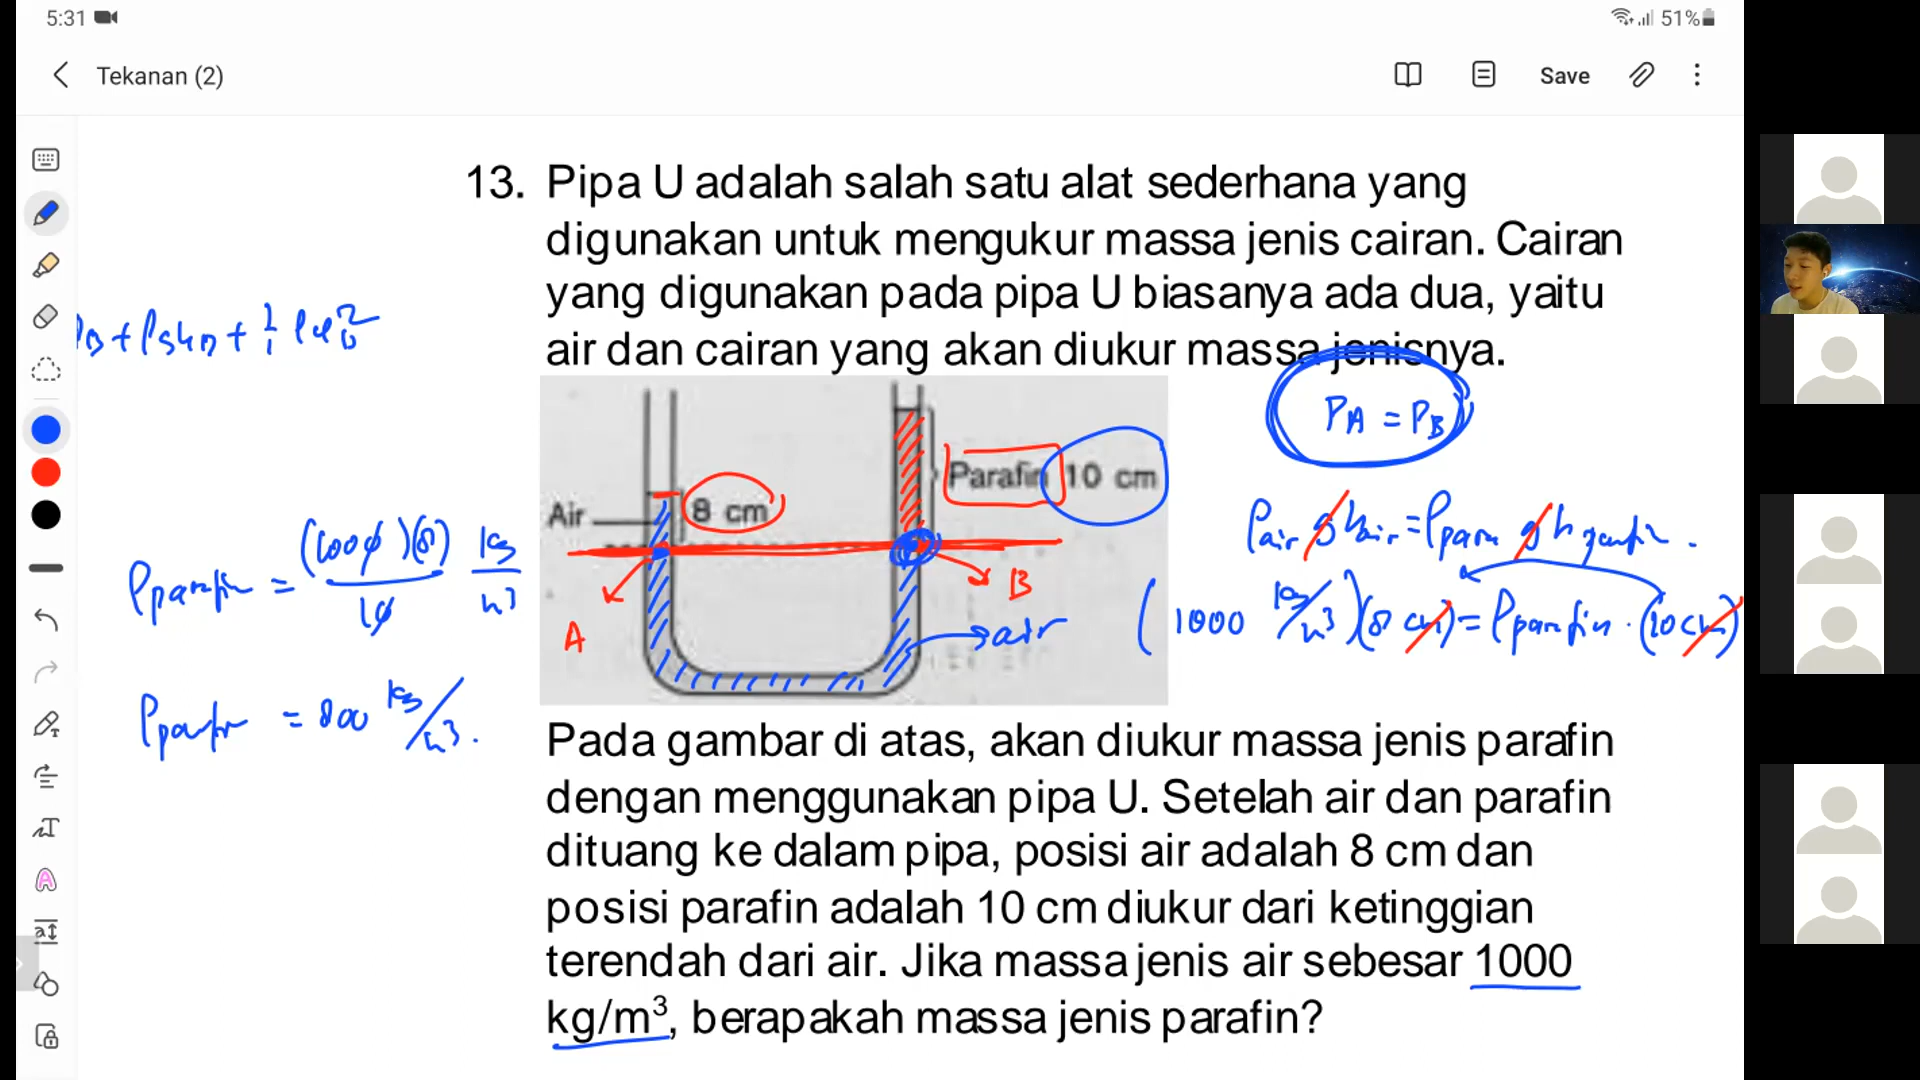 5:31 51%
Tekanan (2) Save
13. Pipa U adalah salah satu alat sederhana yang
digunakan untuk mengukur massa jenis cairan. Cairan
yang digunakan pada pipa U biasanya ada dua, yaitu
air dan cairan yang akan diukur massa jenisnya.
P_A = P_B
Parafin 10 cm
Air 8 cm
ρair g hair = ρpara g h parafin.
A
B
air
(1000 kg/m³)(8 cm) = ρparafin . (10 cm)
ρparafin = (1000)(8) / 10 kg/m³
ρparafin = 800 kg/m³.
Pada gambar di atas, akan diukur massa jenis parafin
dengan menggunakan pipa U. Setelah air dan parafin
dituang ke dalam pipa, posisi air adalah 8 cm dan
posisi parafin adalah 10 cm diukur dari ketinggian
terendah dari air. Jika massa jenis air sebesar 1000
kg/m³, berapakah massa jenis parafin?